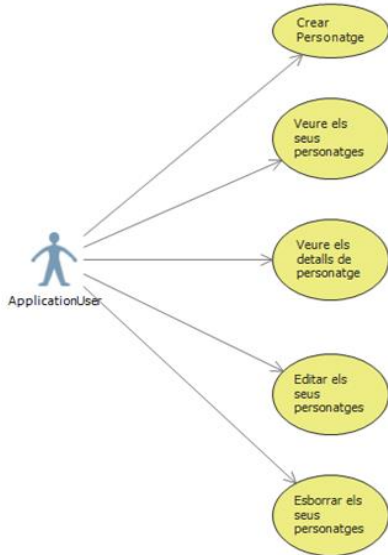 Crear
Personatge
Veure els
seus
personatges
Veure els
detalls de
personatge
ApplicationUser
Editar els
seus
personatges
Esborrar els
seus
personatges